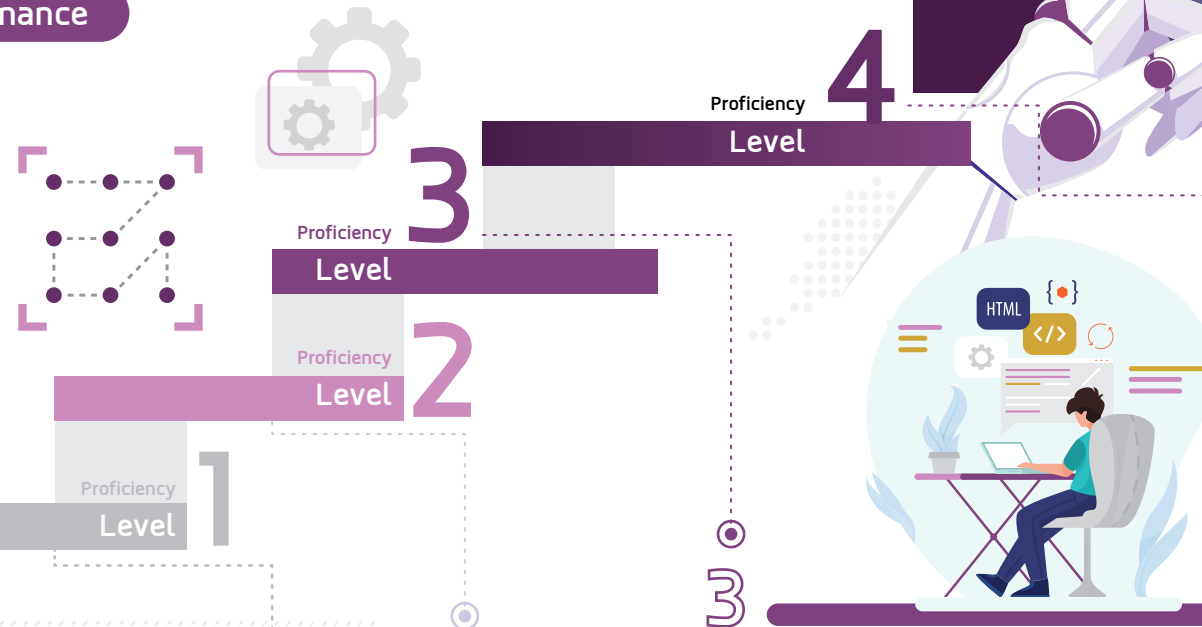 nance
Proficiency
Level
4
Proficiency
Level
3
Proficiency
Level
2
Proficiency
Level
1
HTML
{ }
</>
3